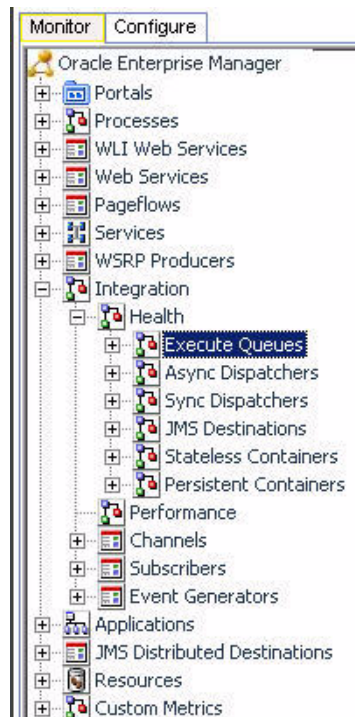 Monitor Configure
Oracle Enterprise Manager
Portals
Processes
WLI Web Services
Web Services
Pageflows
Services
WSRP Producers
Integration
Health
Execute Queues
Async Dispatchers
Sync Dispatchers
JMS Destinations
Stateless Containers
Persistent Containers
Performance
Channels
Subscribers
Event Generators
Applications
JMS Distributed Destinations
Resources
Custom Metrics